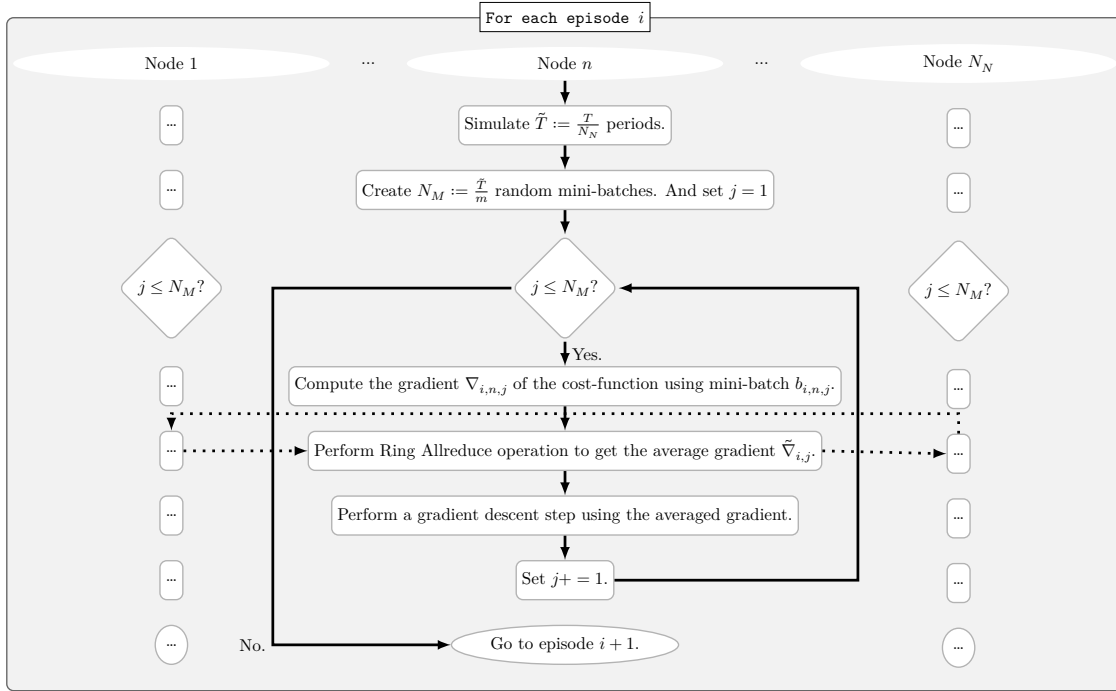 For each episode i
Node 1 ... Node n ... Node N_N
... Simulate T̃ := T/N_N periods. ...
... Create N_M := T̃/m random mini-batches. And set j = 1 ...
j ≤ N_M? j ≤ N_M? j ≤ N_M?
Yes.
... Compute the gradient ∇_{i,n,j} of the cost-function using mini-batch b_{i,n,j}. ...
... Perform Ring Allreduce operation to get the average gradient ∇̃_{i,j}. ...
... Perform a gradient descent step using the averaged gradient. ...
... Set j+ = 1. ...
... No. Go to episode i + 1. ...